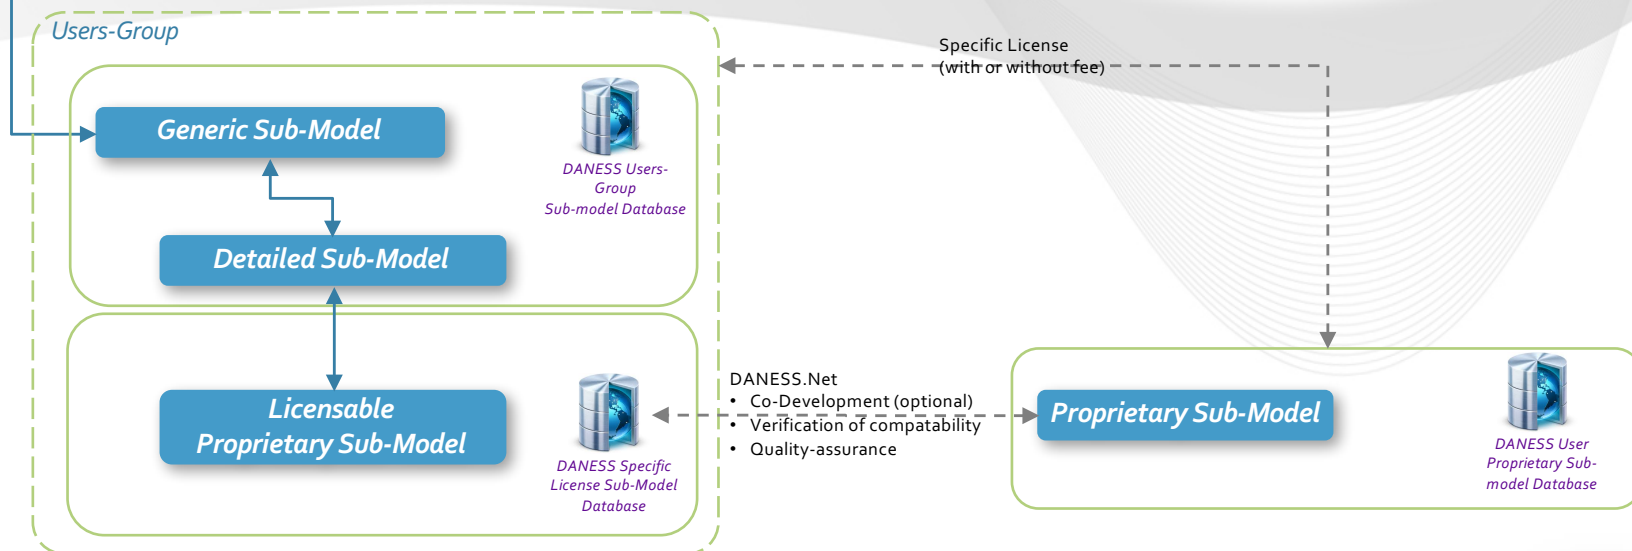 Users-Group
Generic Sub-Model
DANESS Users-
Group
Sub-model Database
Detailed Sub-Model
Licensable
Proprietary Sub-Model
DANESS Specific
License Sub-Model
Database
Specific License
(with or without fee)
DANESS.Net
• Co-Development (optional)
• Verification of compatability
• Quality-assurance
Proprietary Sub-Model
DANESS User
Proprietary Sub-
model Database